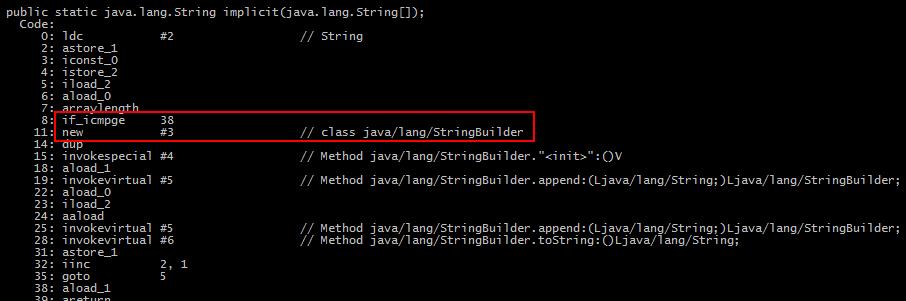 public static java.lang.String implicit(java.lang.String[]);
Code:
0: ldc #2 // String
2: astore_1
3: iconst_0
4: istore_2
5: iload_2
6: aload_0
7: arraylength
8: if_icmpge 38
11: new #3 // class java/lang/StringBuilder
14: dup
15: invokespecial #4 // Method java/lang/StringBuilder."<init>":()V
18: aload_1
19: invokevirtual #5 // Method java/lang/StringBuilder.append:(Ljava/lang/String;)Ljava/lang/StringBuilder;
22: aload_0
23: iload_2
24: aaload
25: invokevirtual #5 // Method java/lang/StringBuilder.append:(Ljava/lang/String;)Ljava/lang/StringBuilder;
28: invokevirtual #6 // Method java/lang/StringBuilder.toString:()Ljava/lang/String;
31: astore_1
32: iinc 2, 1
35: goto 5
38: aload_1
39: areturn